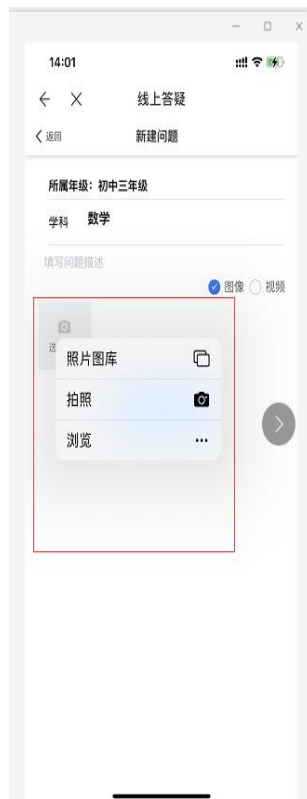 14:01
线上答疑
返回
新建问题
所属年级：初中三年级
学科 数学
填写问题描述
图像 视频
选
照片图库
拍照
浏览